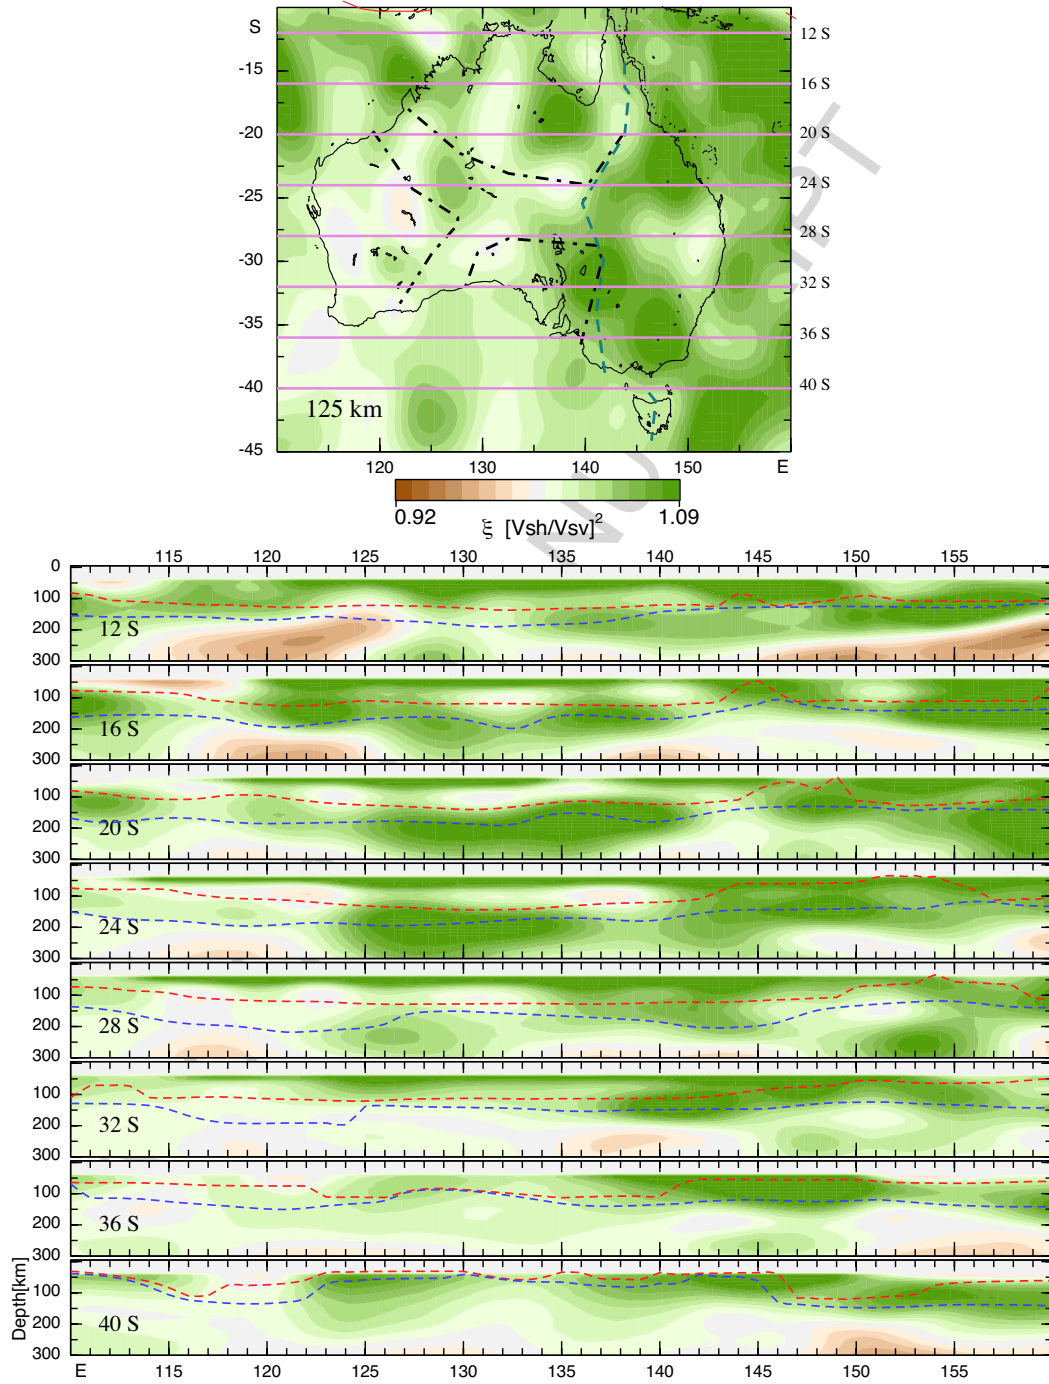 S
12 S
-15
16 S
-20
20 S
-25
24 S
28 S
-30
32 S
-35
36 S
-40
40 S
125 km
-45
120 130 140 150 E
0.92 1.09
ξ [Vsh/Vsv]²
115 120 125 130 135 140 145 150 155
0
100
200
300
12 S
100
200
300
16 S
100
200
300
20 S
100
200
300
24 S
100
200
300
28 S
100
200
300
32 S
100
200
300
36 S
100
200
300
40 S
Depth[km]
E 115 120 125 130 135 140 145 150 155